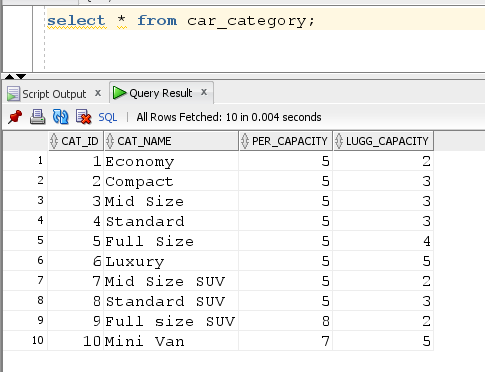 select * from car_category;
Script Output x Query Result x
SQL | All Rows Fetched: 10 in 0.004 seconds
CAT_ID CAT_NAME PER_CAPACITY LUGG_CAPACITY
1 1 Economy 5 2
2 2 Compact 5 3
3 3 Mid Size 5 3
4 4 Standard 5 3
5 5 Full Size 5 4
6 6 Luxury 5 5
7 7 Mid Size SUV 5 2
8 8 Standard SUV 5 3
9 9 Full size SUV 8 2
10 10 Mini Van 7 5